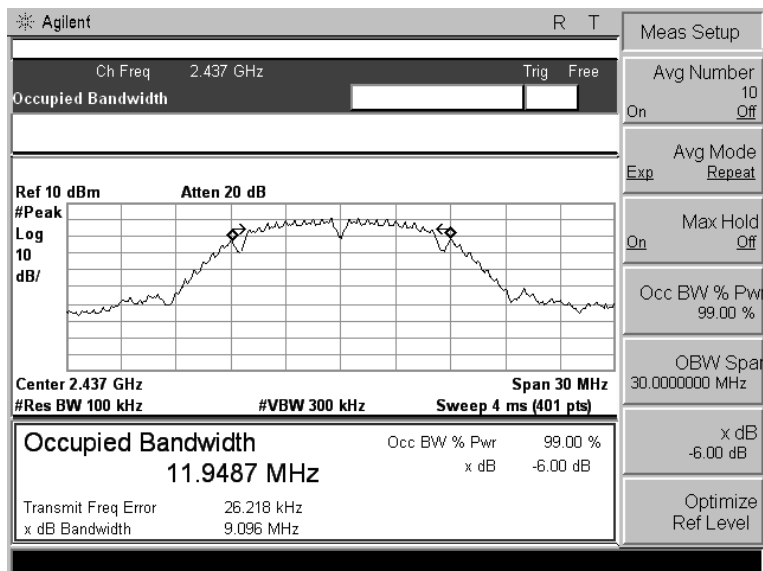 Agilent R T
Meas Setup
Ch Freq 2.437 GHz Trig Free
Occupied Bandwidth
Avg Number
10
On Off
Avg Mode
Exp Repeat
Ref 10 dBm Atten 20 dB
#Peak
Log
10
dB/
Max Hold
On Off
Occ BW % Pwr
99.00 %
OBW Spar
30.0000000 MHz
Center 2.437 GHz Span 30 MHz
#Res BW 100 kHz #VBW 300 kHz Sweep 4 ms (401 pts)
Occupied Bandwidth Occ BW % Pwr 99.00 %
11.9487 MHz x dB -6.00 dB
x dB
-6.00 dB
Transmit Freq Error 26.218 kHz
x dB Bandwidth 9.096 MHz
Optimize
Ref Level